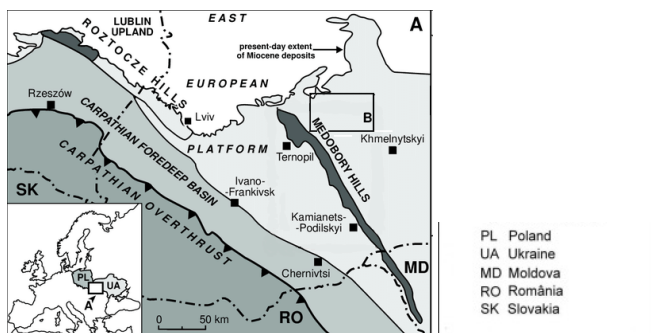 A
EAST
LUBLIN
UPLAND
?
ROZTOCZE HILLS
present-day extent
of Miocene deposits
EUROPEAN
Rzeszów
CARPATHIAN FOREDEEP BASIN
Lviv
B
MEDOBORY HILLS
Khmelnytskyi
PLATFORM
Ternopil
CARPATHIAN OVERTHRUST
SK
Ivano-
-Frankivsk
Kamianets-
-Podilskyi
PL
UA
A
Chernivtsi
MD
0 50 km
RO
PL Poland
UA Ukraine
MD Moldova
RO România
SK Slovakia